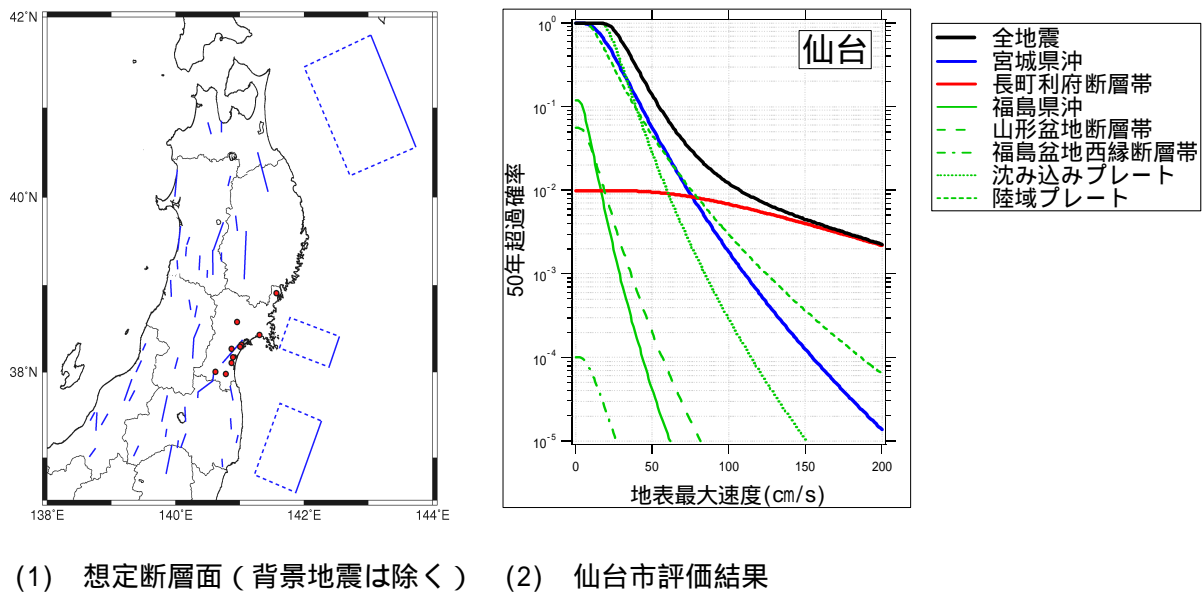 42°N
40°N
38°N
138°E
140°E
142°E
144°E
仙台
10⁰
10⁻¹
10⁻²
10⁻³
10⁻⁴
10⁻⁵
50年超過確率
0
50
100
150
200
地表最大速度(cm/s)
全地震
宮城県沖
長町利府断層帯
福島県沖
山形盆地断層帯
福島盆地西縁断層帯
沈み込みプレート
陸域プレート
(1) 想定断層面(背景地震は除く) (2) 仙台市評価結果